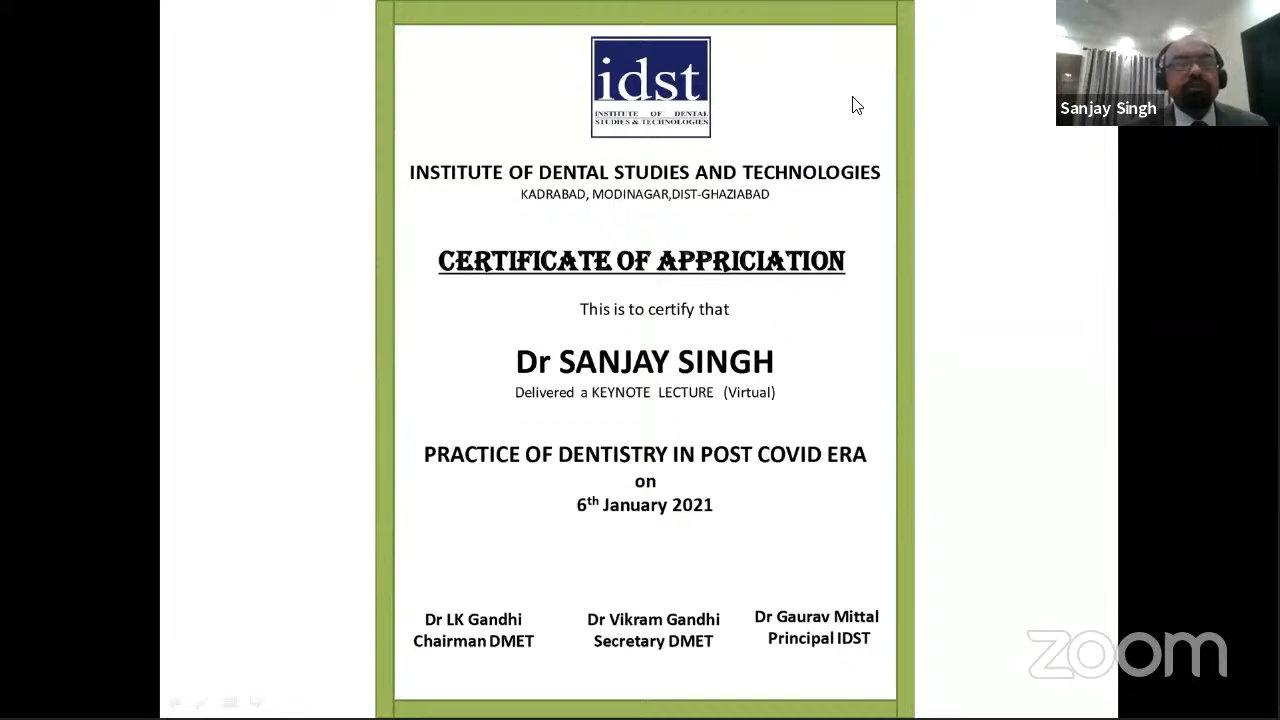 idst
INSTITUTE OF DENTAL
STUDIES & TECHNOLOGIES
Sanjay Singh
INSTITUTE OF DENTAL STUDIES AND TECHNOLOGIES
KADRABAD, MODINAGAR,DIST-GHAZIABAD
CERTIFICATE OF APPRICIATION
This is to certify that
Dr SANJAY SINGH
Delivered a KEYNOTE LECTURE (Virtual)
PRACTICE OF DENTISTRY IN POST COVID ERA
on
6th January 2021
Dr LK Gandhi
Chairman DMET
Dr Vikram Gandhi
Secretary DMET
Dr Gaurav Mittal
Principal IDST
zoom